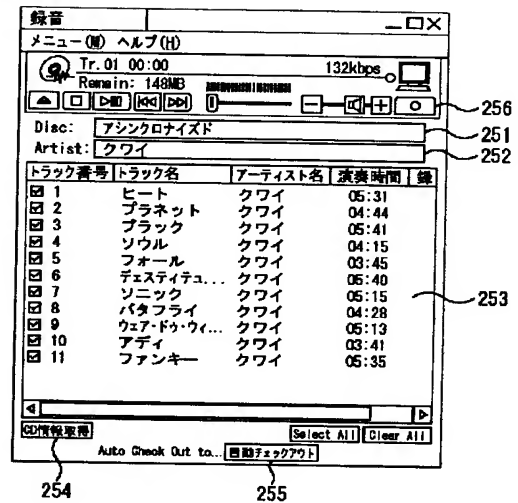 録音
メニュー(M) ヘルプ(H)
Tr.01 00:00 132kbps
Remain: 148MB
256
Disc: アシンクロナイズド 251
Artist: クワイ 252
トラック番号 トラック名 アーティスト名 演奏時間 録
1 ヒート クワイ 05:31
2 プラネット クワイ 04:44
3 ブラック クワイ 05:41
4 ソウル クワイ 04:15
5 フォール クワイ 03:45
6 デェスティテュ... クワイ 05:40
7 ソニック クワイ 05:15
8 バタフライ クワイ 04:28
9 ウェア・ドゥ・ウィ... クワイ 05:13
10 アディ クワイ 03:41
11 ファンキー クワイ 05:35
253
CD情報取得 Select All Clear All
Auto Check Out to... 自動チェックアウト
254 255